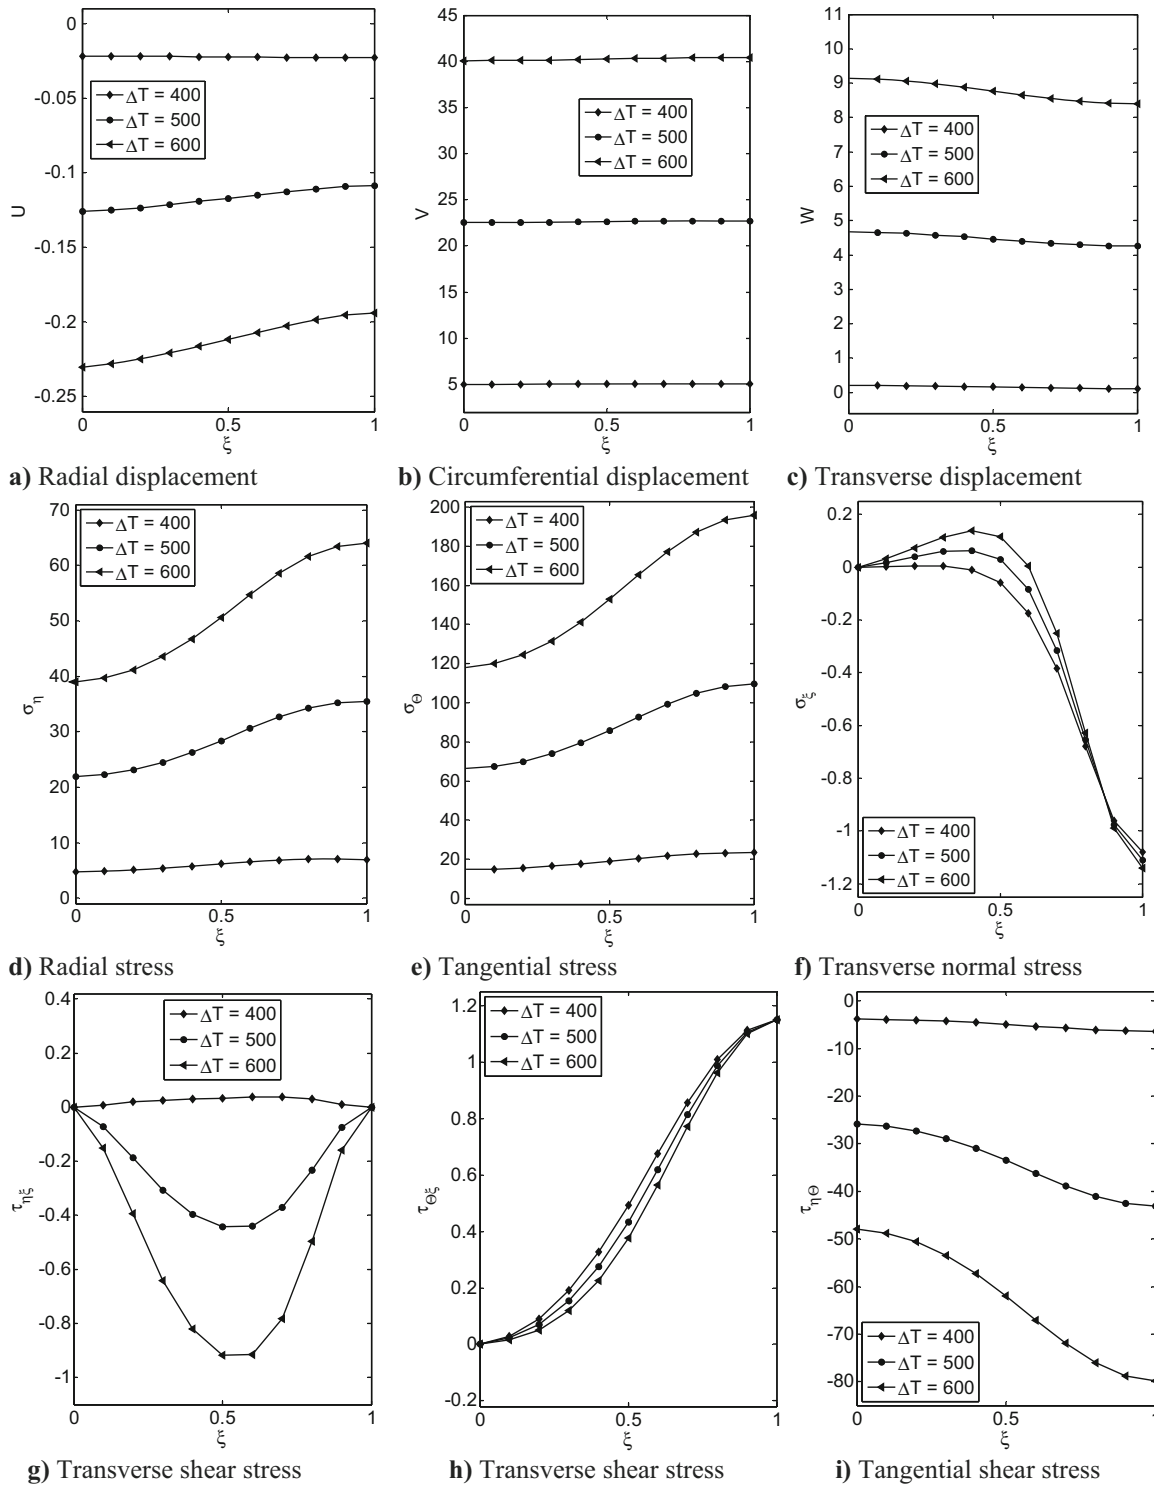 0
-0.05
-0.1
-0.15
-0.2
-0.25
U
ΔT = 400
ΔT = 500
ΔT = 600
0 0.5 1
ξ
a) Radial displacement
45
40
35
30
25
20
15
10
5
V
ΔT = 400
ΔT = 500
ΔT = 600
0 0.5 1
ξ
b) Circumferential displacement
11
10
9
8
7
6
5
4
3
2
1
0
W
ΔT = 400
ΔT = 500
ΔT = 600
0 0.5 1
ξ
c) Transverse displacement
70
60
50
40
30
20
10
0
ση
ΔT = 400
ΔT = 500
ΔT = 600
0 0.5 1
ξ
d) Radial stress
200
180
160
140
120
100
80
60
40
20
0
σΘ
ΔT = 400
ΔT = 500
ΔT = 600
0 0.5 1
ξ
e) Tangential stress
0.2
0
-0.2
-0.4
-0.6
-0.8
-1
-1.2
σξ
ΔT = 400
ΔT = 500
ΔT = 600
0 0.5 1
ξ
f) Transverse normal stress
0.4
0.2
0
-0.2
-0.4
-0.6
-0.8
-1
τηξ
ΔT = 400
ΔT = 500
ΔT = 600
0 0.5 1
ξ
g) Transverse shear stress
1.2
1
0.8
0.6
0.4
0.2
0
-0.2
τΘξ
ΔT = 400
ΔT = 500
ΔT = 600
0 0.5 1
ξ
h) Transverse shear stress
0
-10
-20
-30
-40
-50
-60
-70
-80
τηΘ
ΔT = 400
ΔT = 500
ΔT = 600
0 0.5 1
ξ
i) Tangential shear stress